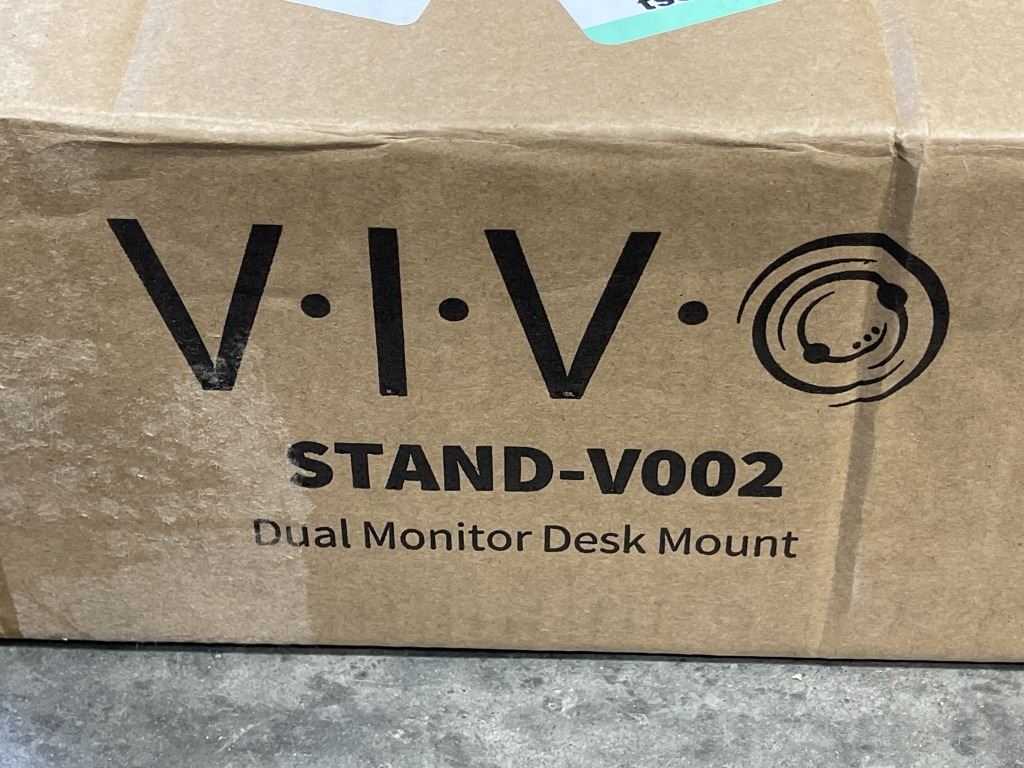 V·I·V·O
STAND-V002
Dual Monitor Desk Mount